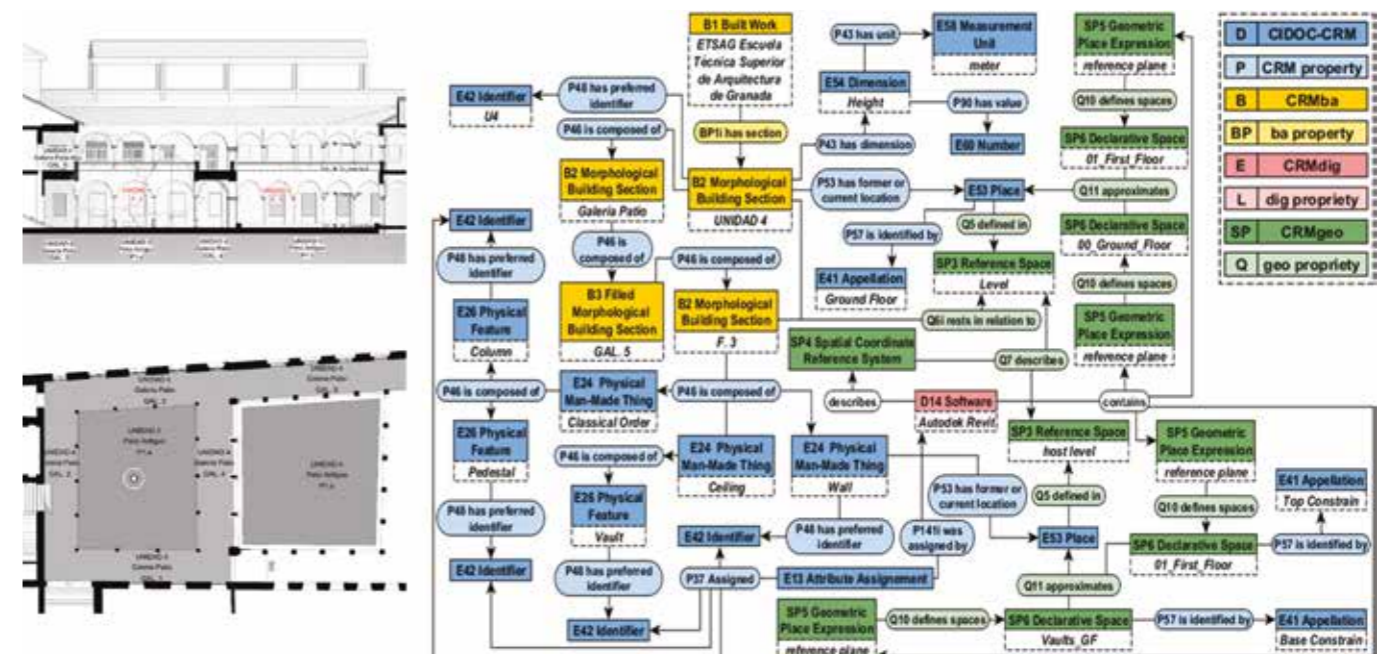 B1 Built Work
ETSAG Escuela
Técnica Superior
de Arquitectura
de Granada
P43 has unit
E58 Measurement
Unit
meter
SP5 Geometric
Place Expression
reference plane
D CIDOC-CRM
P CRM property
B CRMba
BP ba property
E CRMdig
L dig propriety
SP CRMgeo
Q geo propriety
E42 Identifier
U4
P48 has preferred
identifier
E54 Dimension
Height
P90 has value
Q10 defines spaces
P46 is composed of
BP1i has section
P43 has dimension
E60 Number
SP6 Declarative Space
01_First_Floor
B2 Morphological
Building Section
Galeria Patio
B2 Morphological
Building Section
UNIDAD 4
P53 has former or
current location
E53 Place
Q11 approximates
E42 Identifier
P57 is identified by
Q5 defined in
SP6 Declarative Space
00_Ground_Floor
P48 has preferred
identifier
P46 is
composed of
P46 is composed of
E41 Appellation
Ground Floor
SP3 Reference Space
Level
Q10 defines spaces
E26 Physical
Feature
Column
B3 Filled
Morphological
Building Section
GAL. 5
B2 Morphological
Building Section
F. 3
Q6ii rests in relation to
SP5 Geometric
Place Expression
reference plane
SP4 Spatial Coordinate
Reference System
Q7 describes
P46 is composed of
E24 Physical
Man-Made Thing
Classical Order
P46 is composed of
describes
D14 Software
Autodek Revit.
contains
E26 Physical
Feature
Pedestal
P46 is composed of
E24 Physical
Man-Made Thing
Ceiling
E24 Physical
Man-Made Thing
Wall
SP3 Reference Space
host level
SP5 Geometric
Place Expression
reference plane
E41 Appellation
Top Constrain
P48 has preferred
identifier
E26 Physical
Feature
Vault
P53 has former or
current location
Q5 defined in
Q10 defines spaces
E42 Identifier
P48 has preferred
identifier
P141i was
assigned by
E53 Place
SP6 Declarative Space
01_First_Floor
P57 is identified by
E42 Identifier
P48 has preferred
identifier
P37 Assigned
E13 Attribute Assignement
Q11 approximates
E42 Identifier
SP5 Geometric
Place Expression
reference plane
Q10 defines spaces
SP6 Declarative Space
Vaults_GF
P57 is identified by
E41 Appellation
Base Constrain